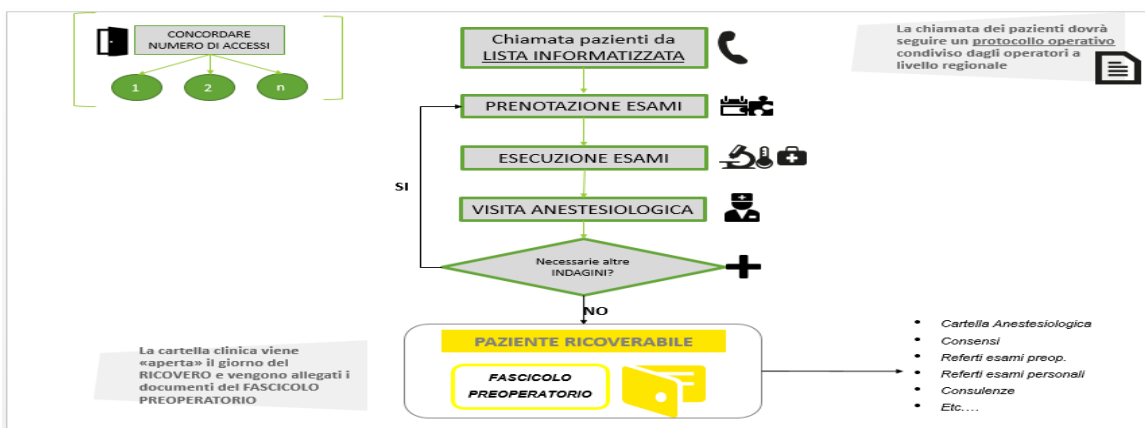 CONCORDARE
NUMERO DI ACCESSI
1
2
n
Chiamata pazienti da
LISTA INFORMATIZZATA
La chiamata dei pazienti dovrà
seguire un protocollo operativo
condiviso dagli operatori a
livello regionale
PRENOTAZIONE ESAMI
ESECUZIONE ESAMI
SI
VISITA ANESTESIOLOGICA
Necessarie altre
INDAGINI?
NO
PAZIENTE RICOVERABILE
FASCICOLO
PREOPERATORIO
La cartella clinica viene
«aperta» il giorno del
RICOVERO e vengono allegati i
documenti del FASCICOLO
PREOPERATORIO
• Cartella Anestesiologica
• Consensi
• Referti esami preop.
• Referti esami personali
• Consulenze
• Etc....